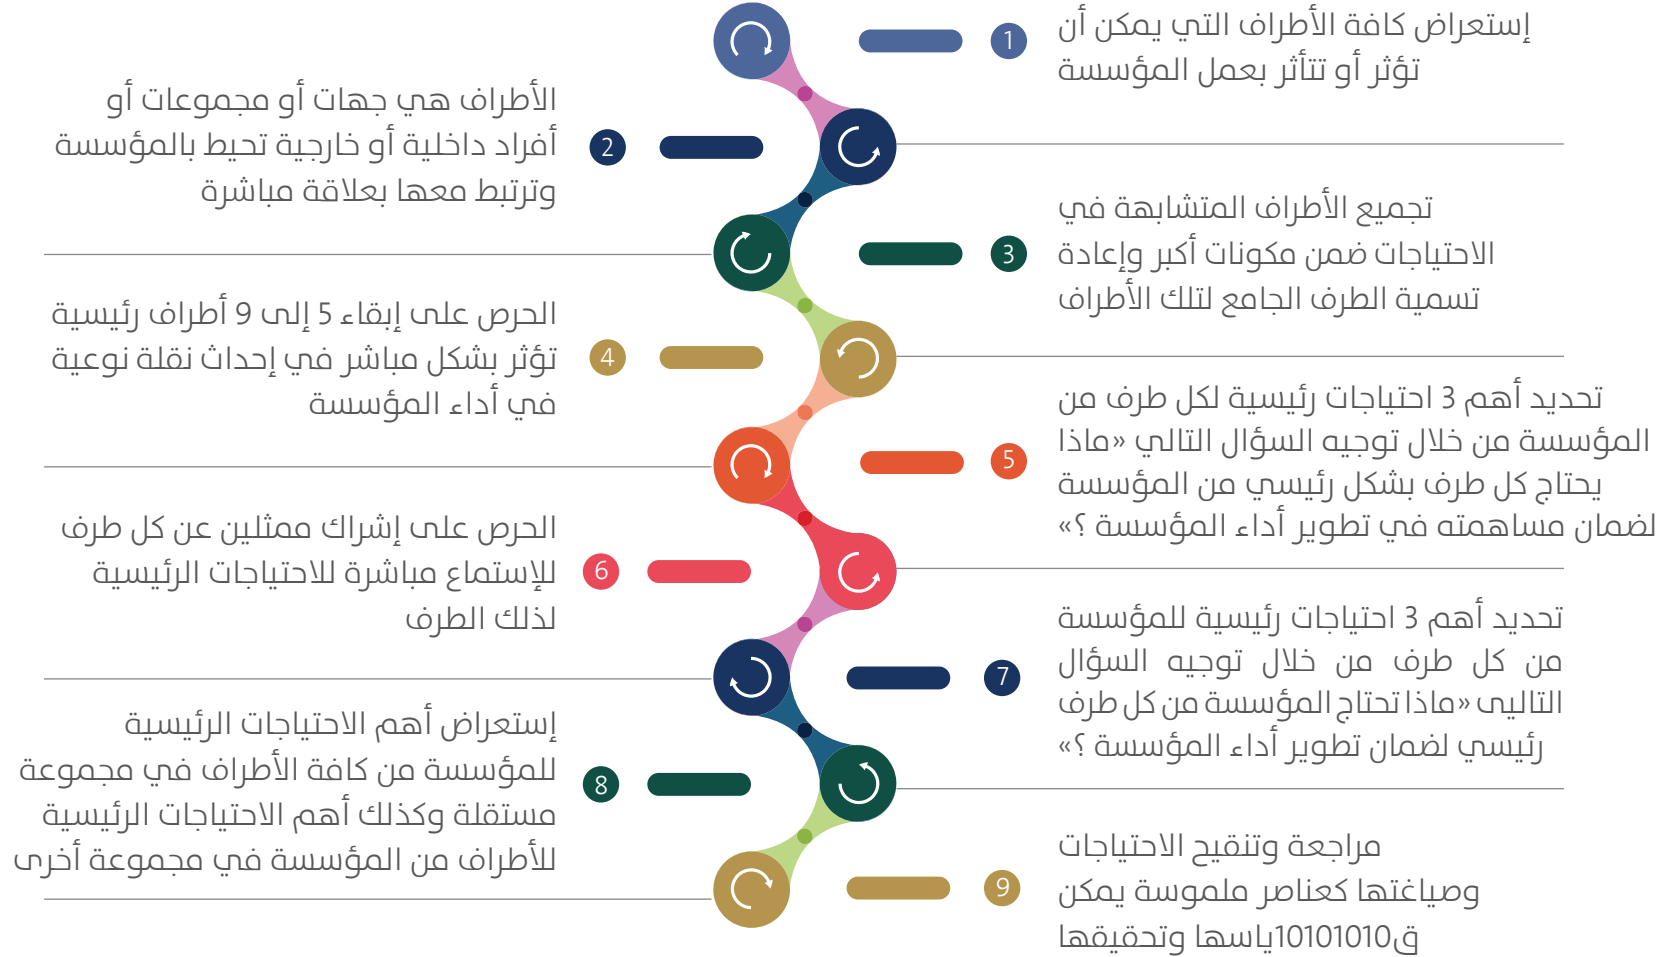 1
إستعراض كافة الأطراف التي يمكن أن
تؤثر أو تتأثر بعمل المؤسسة
2
الأطراف هي جهات أو مجموعات أو
أفراد داخلية أو خارجية تحيط بالمؤسسة
وترتبط معها بعلاقة مباشرة
3
تجميع الأطراف المتشابهة في
الاحتياجات ضمن مكونات أكبر وإعادة
تسمية الطرف الجامع لتلك الأطراف
4
الحرص على إبقاء 5 إلى 9 أطراف رئيسية
تؤثر بشكل مباشر في إحداث نقلة نوعية
في أداء المؤسسة
5
تحديد أهم 3 احتياجات رئيسية لكل طرف من
المؤسسة من خلال توجيه السؤال التالي «ماذا
يحتاج كل طرف بشكل رئيسي من المؤسسة
لضمان مساهمته في تطوير أداء المؤسسة ؟»
6
الحرص على إشراك ممثلين عن كل طرف
للإستماع مباشرة للاحتياجات الرئيسية
لذلك الطرف
7
تحديد أهم 3 احتياجات رئيسية للمؤسسة
من كل طرف من خلال توجيه السؤال
التاليي «ماذا تحتاج المؤسسة من كل طرف
رئيسي لضمان تطوير أداء المؤسسة ؟»
8
إستعراض أهم الاحتياجات الرئيسية
للمؤسسة من كافة الأطراف في مجموعة
مستقلة وكذلك أهم الاحتياجات الرئيسية
للأطراف من المؤسسة في مجموعة أخرى
9
مراجعة وتنقيح الاحتياجات
وصياغتها كعناصر ملموسة يمكن
ق10101010ياسها وتحقيقها